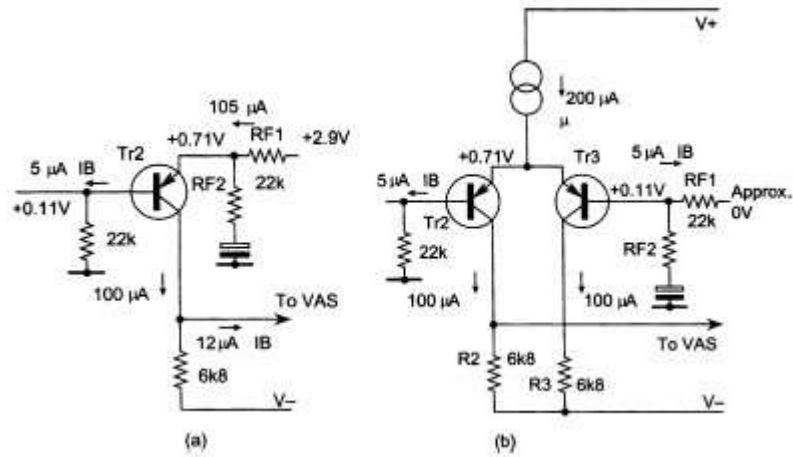 V+
200 µA
µ
105 µA
+0.71V
RF1
+2.9V
Tr2
5 µA IB
RF2
22k
+0.11V
22k
100 µA
To VAS
12µA IB
6k8
V–
(a)
+0.71V
Tr3
5 µA IB
5 µA IB
+0.11V
RF1
Approx.
0V
22k
Tr2
RF2
22k
100 µA
100 µA
To VAS
R2
6k8
R3
6k8
V–
(b)